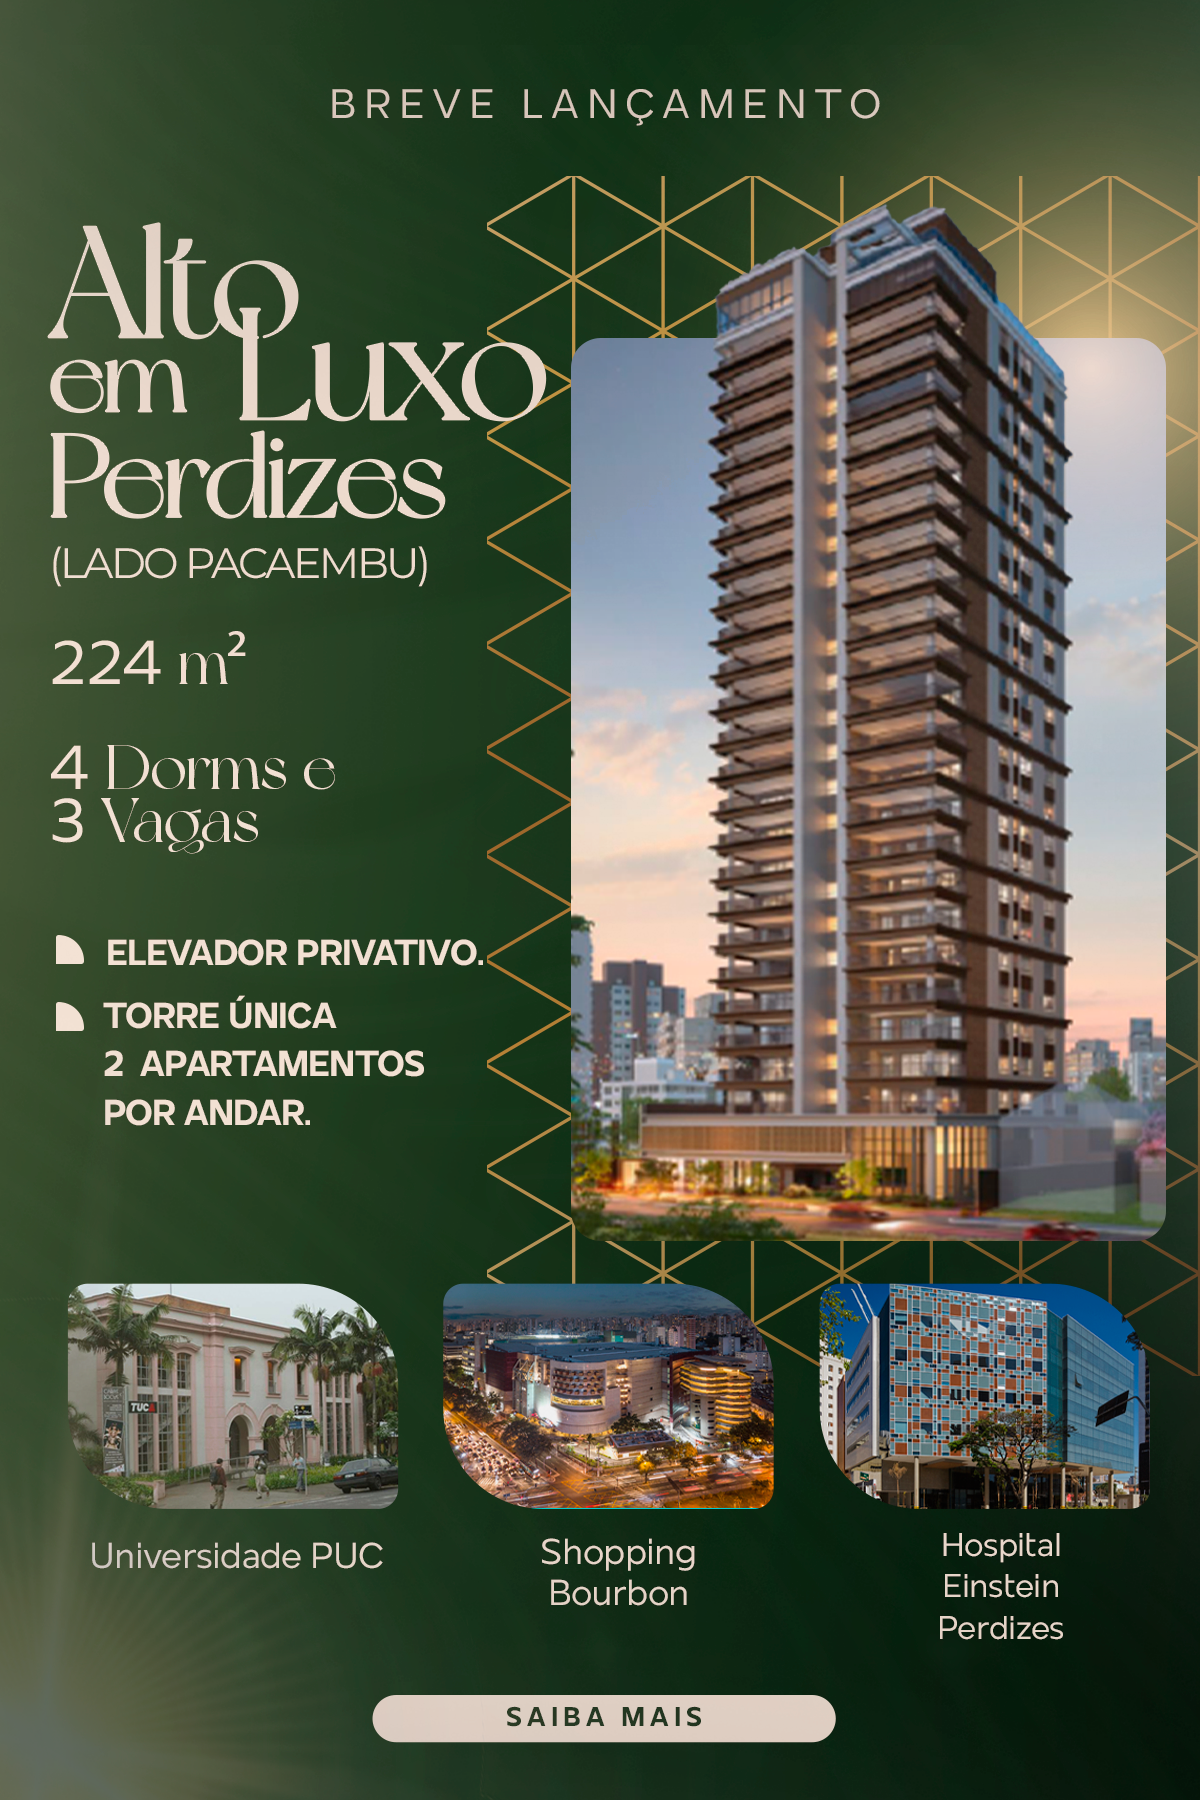 BREVE LANÇAMENTO
Alto
em Luxo
Perdizes
(LADO PACAEMBU)
224 m²
4 Dorms e
3 Vagas
ELEVADOR PRIVATIVO.
TORRE ÚNICA
2 APARTAMENTOS
POR ANDAR.
TUCA
Universidade PUC
Shopping
Bourbon
Hospital
Einstein
Perdizes
SAIBA MAIS